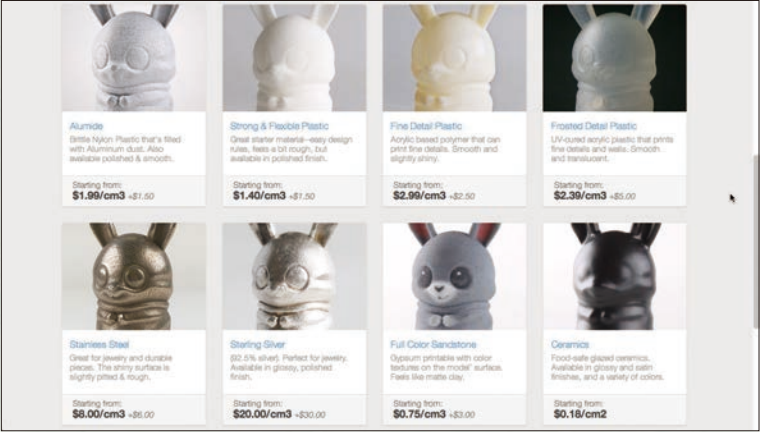 Alumide
Brittle Nylon Plastic that's filled
with Aluminum dust. Also
available polished & smooth.
Starting from:
$1.99/cm3 +$1.50
Strong & Flexible Plastic
Great starter material—easy design
rules, feels a bit rough, but
available in polished finish.
Starting from:
$1.40/cm3 +$1.50
Fine Detail Plastic
Acrylic based polymer that can
print fine details. Smooth and
slightly shiny.
Starting from:
$2.99/cm3 +$2.50
Frosted Detail Plastic
UV-cured acrylic plastic that prints
fine details and walls. Smooth
and translucent.
Starting from:
$2.39/cm3 +$5.00
Stainless Steel
Great for jewelry and durable
pieces. The shiny surface is
slightly pitted & rough.
Starting from:
$8.00/cm3 +$6.00
Sterling Silver
(92.5% silver). Perfect for jewelry.
Available in glossy, polished
finish.
Starting from:
$20.00/cm3 +$30.00
Full Color Sandstone
Gypsum printable with color
textures on the model' surface.
Feels like matte clay.
Starting from:
$0.75/cm3 +$3.00
Ceramics
Food-safe glazed ceramics.
Available in glossy and satin
finishes, and a variety of colors.
Starting from:
$0.18/cm2